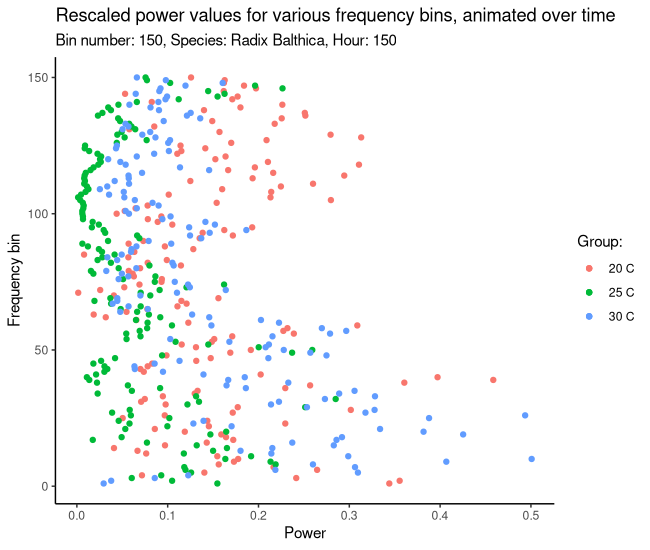 Rescaled power values for various frequency bins, animated over time
Bin number: 150, Species: Radix Balthica, Hour: 150
150
100
50
0
Frequency bin
0.0 0.1 0.2 0.3 0.4 0.5
Power
Group:
20 C
25 C
30 C